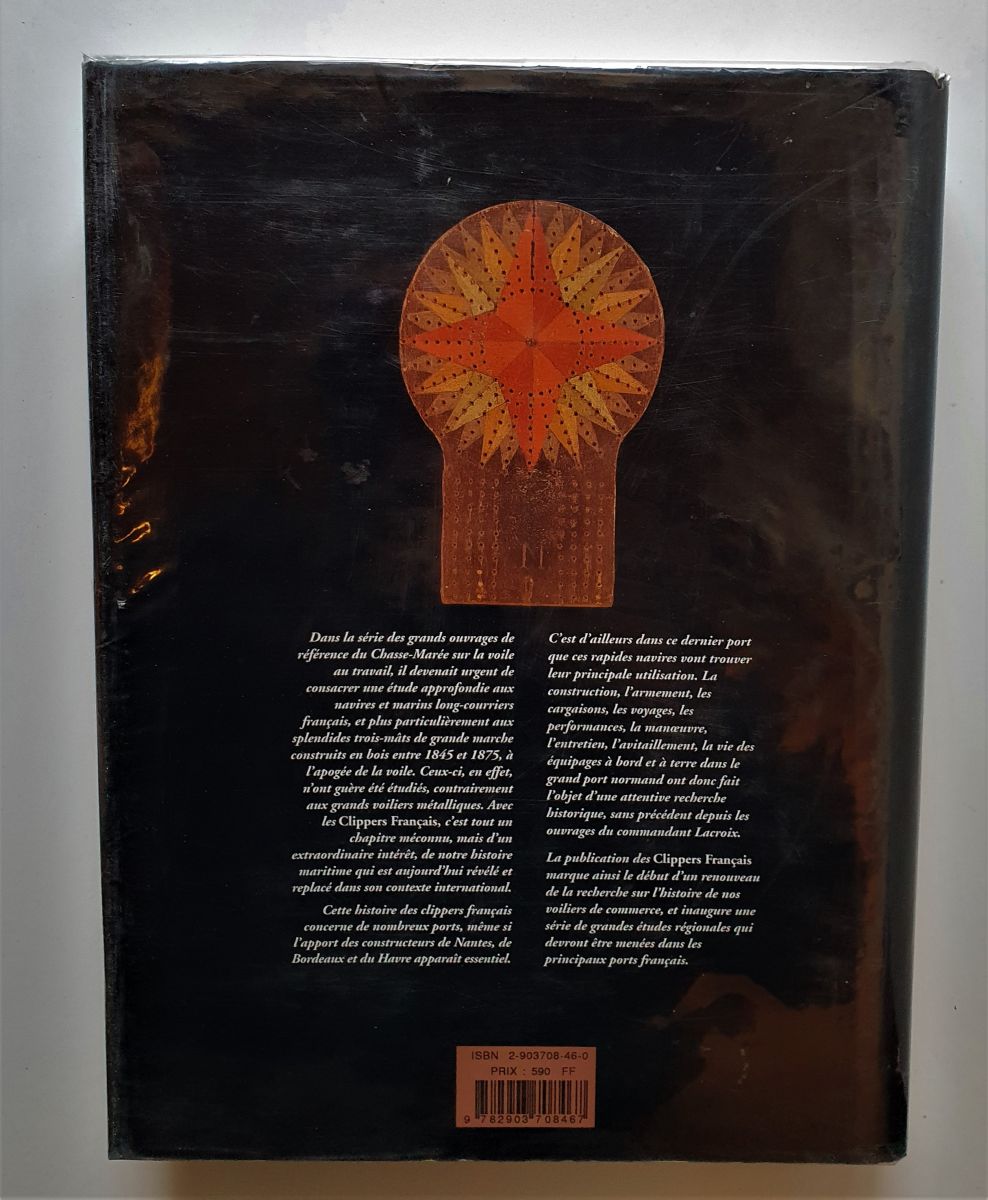 Dans la série des grands ouvrages de
référence du Chasse-Marée sur la voile
au travail, il devenait urgent de
consacrer une étude approfondie aux
navires et marins long-courriers
français, et plus particulièrement aux
splendides trois-mâts de grande marche
construits en bois entre 1845 et 1875, à
l'apogée de la voile. Ceux-ci, en effet,
n'ont guère été étudiés, contrairement
aux grands voiliers métalliques. Avec
les Clippers Français, c'est tout un
chapitre méconnu, mais d'un
extraordinaire intérêt, de notre histoire
maritime qui est aujourd'hui révélé et
replacé dans son contexte international.
Cette histoire des clippers français
concerne de nombreux ports, même si
l'apport des constructeurs de Nantes, de
Bordeaux et du Havre apparaît essentiel.
C'est d'ailleurs dans ce dernier port
que ces rapides navires vont trouver
leur principale utilisation. La
construction, l'armement, les
cargaisons, les voyages, les
performances, la manœuvre,
l'entretien, l'avitaillement, la vie des
équipages à bord et à terre dans le
grand port normand ont donc fait
l'objet d'une attentive recherche
historique, sans précédent depuis les
ouvrages du commandant Lacroix.
La publication des Clippers Français
marque ainsi le début d'un renouveau
de la recherche sur l'histoire de nos
voiliers de commerce, et inaugure une
série de grandes études régionales qui
devront être menées dans les
principaux ports français.
ISBN 2-903708-46-0
PRIX : 590 FF
9 782903 708467